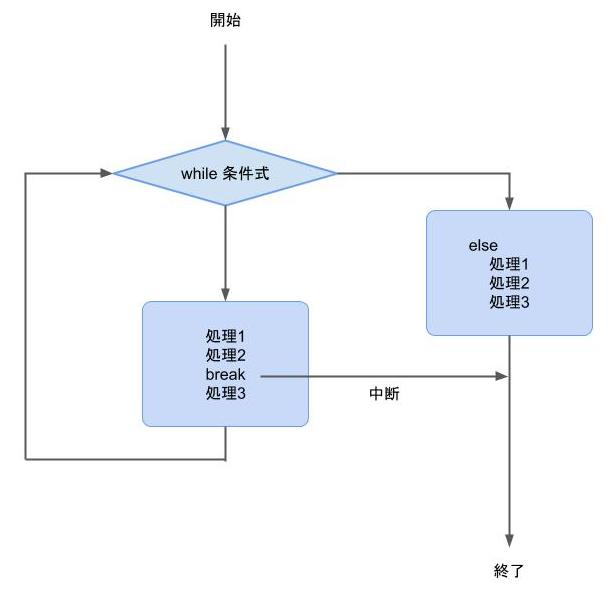 開始
while 条件式
else
処理1
処理2
処理3
処理1
処理2
break
処理3
中断
終了